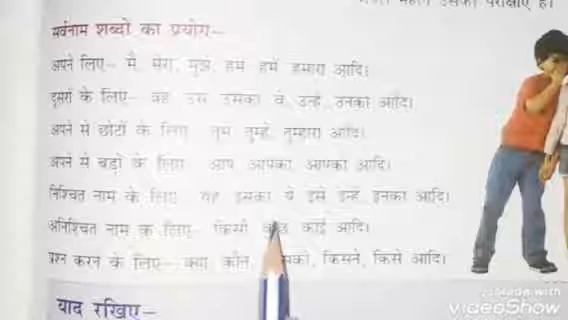 उसकी परीक्षाएँ हैं।
सर्वनाम शब्दों का प्रयोग–
अपने लिए– मैं, मेरा, मुझे, हम, हमें, हमारा आदि।
दूसरों के लिए– वह, उस, उसका, वे, उन्हें, उनका आदि।
अपने से छोटों के लिए– तुम, तुम्हें, तुम्हारा आदि।
अपने से बड़ों के लिए– आप, आपका, आपकी आदि।
निश्चित नाम के लिए– यह, इसका, ये, इसे, इन्हें, इनका आदि।
अनिश्चित नाम के लिए– किसी, कुछ, कोई आदि।
प्रश्न करने के लिए– क्या, कौन, किसने, किसे आदि।
याद रखिए–
Made with
VideoShow